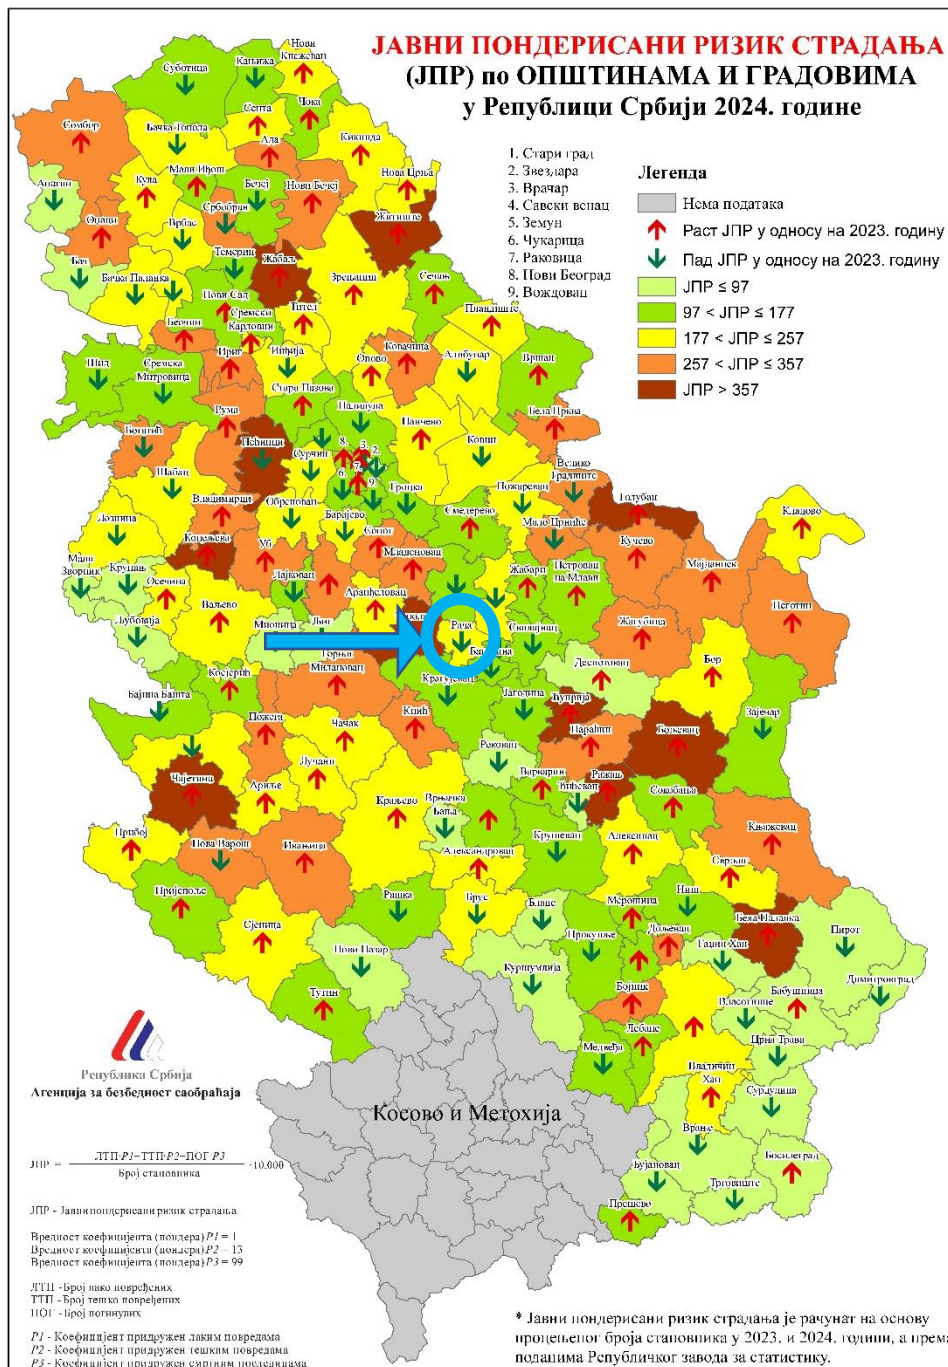 ЈАВНИ ПОНДЕРИСАНИ РИЗИК СТРАДАЊА
(ЈПР) по ОПШТИНАМА И ГРАДОВИМА
у Републици Србији 2024. године
1. Стари град
2. Звездара
3. Врачар
4. Савски венац
5. Земун
6. Чукарица
7. Раковица
8. Нови Београд
9. Вождовац
Легенда
Нема података
Раст ЈПР у односу на 2023. годину
Пад ЈПР у односу на 2023. годину
ЈПР ≤ 97
97 < ЈПР ≤ 177
177 < ЈПР ≤ 257
257 < ЈПР ≤ 357
ЈПР > 357
Суботица
Кањижа
Нови
Кнежевац
Сомбор
Бачка Топола
Сента
Чока
Ада
Кикинда
Апатин
Кула
Мали Иђош
Бечеј
Нови Бечеј
Нова Црња
Оџаци
Врбас
Србобран
Житиште
Бач
Бачка Паланка
Темерин
Жабаљ
Зрењанин
Сечањ
Нови Сад
Сремски
Карловци
Тител
Пландиште
Беочин
Ириг
Инђија
Опово
Ковачица
Алибунар
Вршац
Шид
Сремска
Митровица
Стара Пазова
Рума
Палилула
Панчево
Бела Црква
Богатић
Пећинци
Сурчин
8.
3.
2.
7.
6.
9.
Гроцка
Ковин
Шабац
Владимирци
Обреновац
Барајево
Смедерево
Пожаревац
Велико
Градиште
Голубац
Кладово
Лозница
Коцељева
Уб
Сопот
Младеновац
Мало Црниће
Кучево
Мајданпек
Мали
Зворник
Крупањ
Осечина
Лајковац
Аранђеловац
Жабари
Петровац
на Млави
Неготин
Љубовија
Ваљево
Мионица
Љиг
Рача
Свилајнац
Жагубица
Горњи
Милановац
Крагујевац
Деспотовац
Бор
Бајина Башта
Косјерић
Јагодина
Ћуприја
Зајечар
Пожега
Чачак
Кнић
Параћин
Бољевац
Чајетина
Лучани
Рековац
Варварин
Ражањ
Ариље
Краљево
Врњачка
Бања
Ћићевац
Сокобања
Прибој
Нова Варош
Ивањица
Александровац
Крушевац
Алексинац
Књажевац
Сврљиг
Пријепоље
Рашка
Брус
Блаце
Мерошина
Ниш
Бела Паланка
Сјеница
Нови Пазар
Прокупље
Дољевац
Гаџин Хан
Пирот
Тутин
Куршумлија
Бојник
Власотинце
Бабушница
Димитровград
Медвеђа
Лебане
Црна Трава
Владичин
Хан
Сурдулица
Врање
Босилеград
Бујановац
Трговиште
Прешево
Косово и Метохија
Република Србија
Агенција за безбедност саобраћаја
ЈПР =
Број становника
·10.000
ЈПР - Јавни пондерисани ризик страдања
Вредност коефицијента (пондера) P1 = 1
Вредност коефицијента (пондера) P2 = 13
Вредност коефицијента (пондера) P3 = 99
ЛТП - Број лако повређених
ТТП - Број тешко повређених
ПОГ - Број погинулих
P1 - Коефицијент придружен лаким повредама
P2 - Коефицијент придружен тешким повредама
P3 - Коефицијент придружен смртним последицама
* Јавни пондерисани ризик страдања је рачунат на основу
процењеног броја становника у 2023. и 2024. години, а према
подацима Републичког завода за статистику.